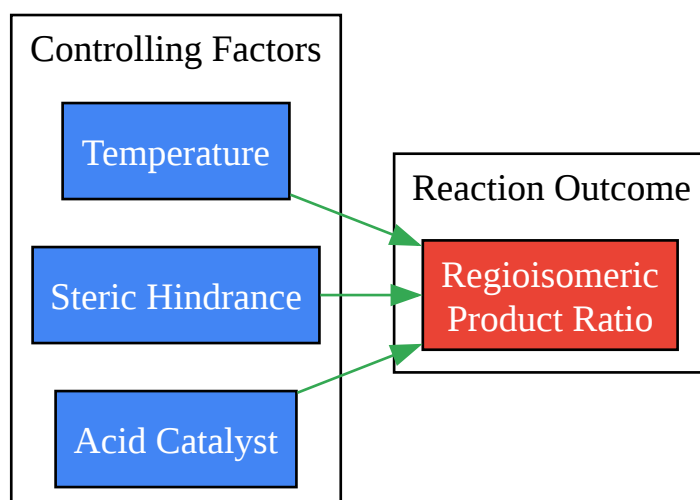 Controlling Factors
Temperature
Steric Hindrance
Acid Catalyst
Reaction Outcome
Regioisomeric
Product Ratio